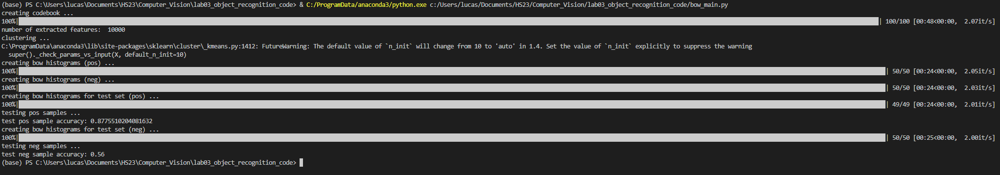 (base) PS C:\Users\lucas\Documents\HS23\Computer_Vision\lab03_object_recognition_code> & C:/ProgramData/anaconda3/python.exe c:/Users/lucas/Documents/HS23/Computer_Vision/lab03_object_recognition_code/bow_main.py
creating codebook ...
100%| | 100/100 [00:48<00:00, 2.07it/s]
number of extracted features:  10000
clustering ...
C:\ProgramData\anaconda3\lib\site-packages\sklearn\cluster\_kmeans.py:1412: FutureWarning: The default value of `n_init` will change from 10 to 'auto' in 1.4. Set the value of `n_init` explicitly to suppress the warning
  super()._check_params_vs_input(X, default_n_init=10)
creating bow histograms (pos) ...
100%| | 50/50 [00:24<00:00, 2.05it/s]
creating bow histograms (neg) ...
100%| | 50/50 [00:24<00:00, 2.03it/s]
creating bow histograms for test set (pos) ...
100%| | 49/49 [00:24<00:00, 2.01it/s]
testing pos samples ...
test pos sample accuracy: 0.8775510204081632
creating bow histograms for test set (neg) ...
100%| | 50/50 [00:25<00:00, 2.00it/s]
testing neg samples ...
test neg sample accuracy: 0.56
(base) PS C:\Users\lucas\Documents\HS23\Computer_Vision\lab03_object_recognition_code>